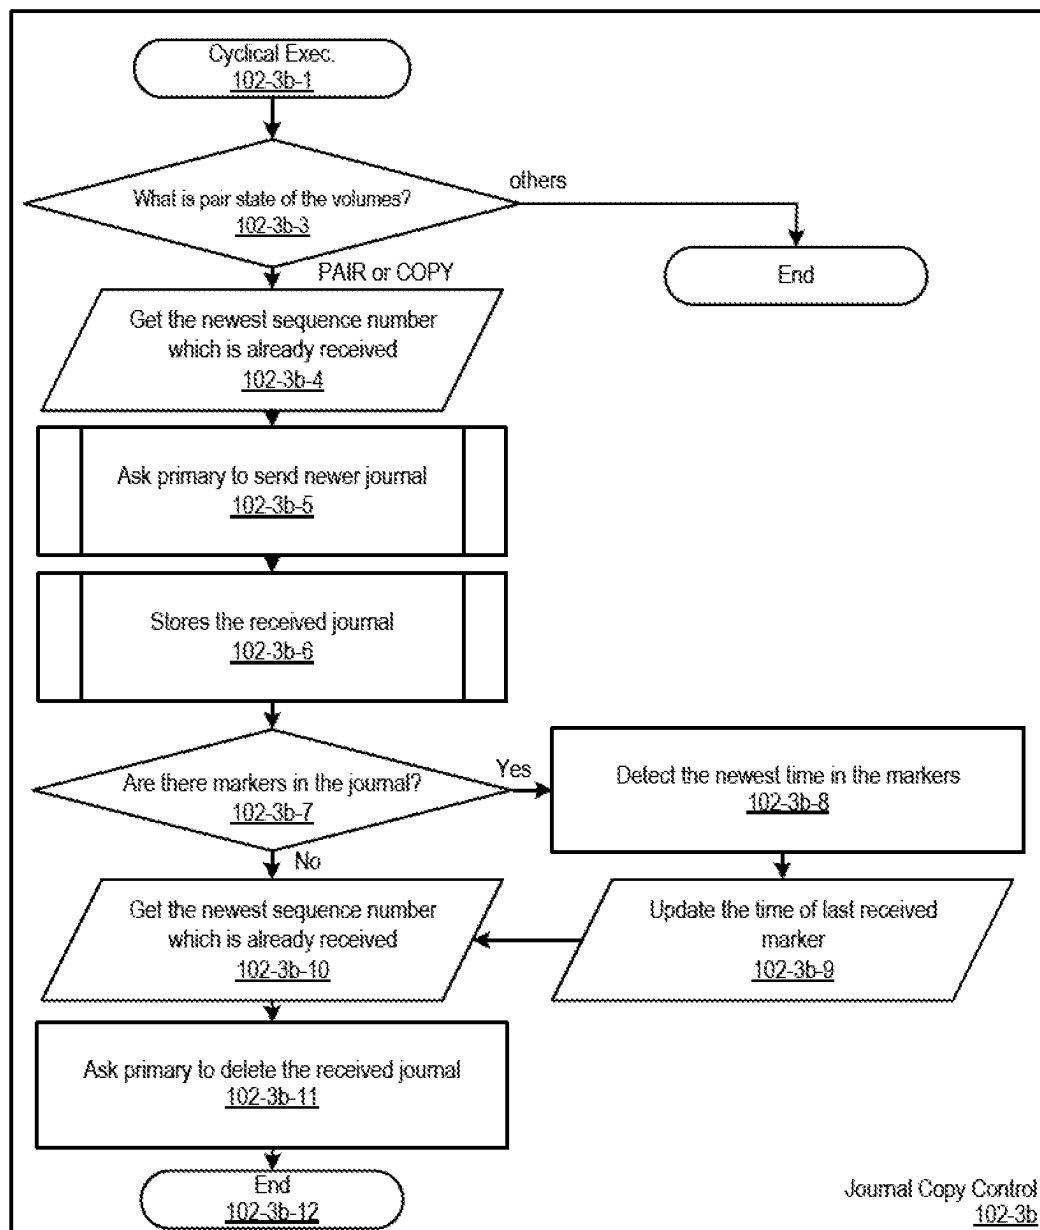 Cyclical Exec.
102-3b-1
What is pair state of the volumes?
102-3b-3
others
End
PAIR or COPY
Get the newest sequence number
which is already received
102-3b-4
Ask primary to send newer journal
102-3b-5
Stores the received journal
102-3b-6
Are there markers in the journal?
102-3b-7
Yes
Detect the newest time in the markers
102-3b-8
No
Get the newest sequence number
which is already received
102-3b-10
Update the time of last received
marker
102-3b-9
Ask primary to delete the received journal
102-3b-11
End
102-3b-12
Journal Copy Control
102-3b